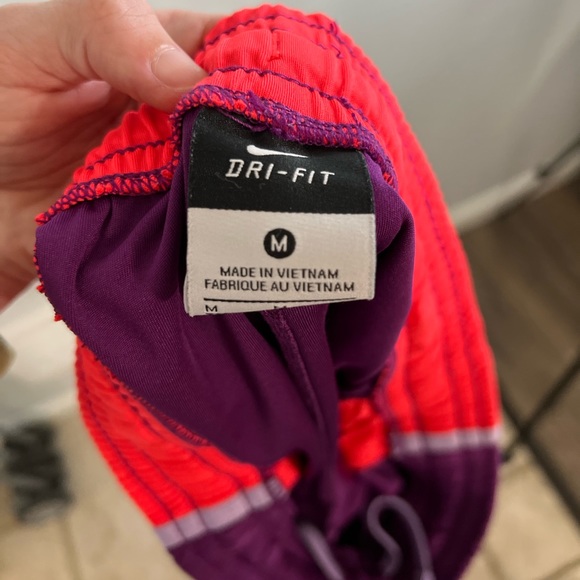 DRI-FIT
M
MADE IN VIETNAM
FABRIQUE AU VIETNAM
M